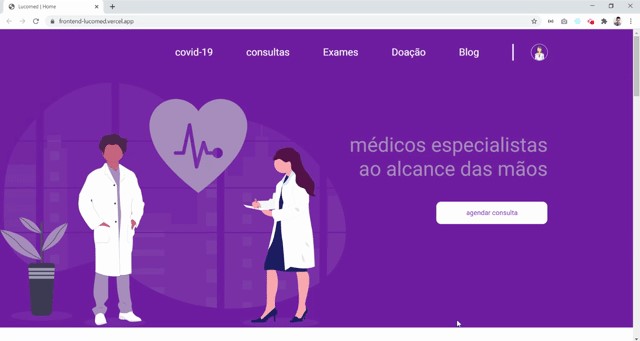 Lucomed | Home
frontend-lucomed.vercel.app
covid-19
consultas
Exames
Doação
Blog
médicos especialistas
ao alcance das mãos
agendar consulta